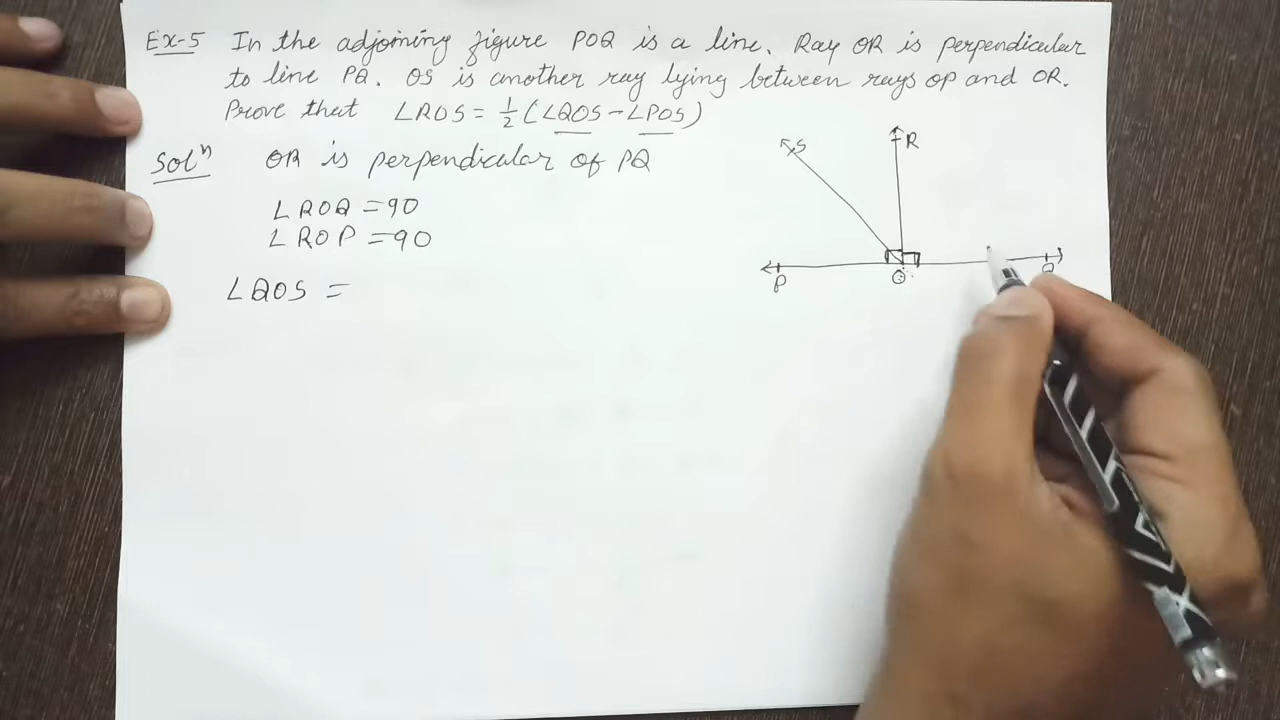 Ex-5 In the adjoining figure POQ is a line. Ray OR is perpendicular
to line PQ. OS is another ray lying between rays OP and OR.
Prove that ∠ROS = 1/2 (∠QOS - ∠POS)
Solⁿ OR is perpendicular of PQ
∠ROQ = 90
∠ROP = 90
∠QOS =
S
R
P
O
Q